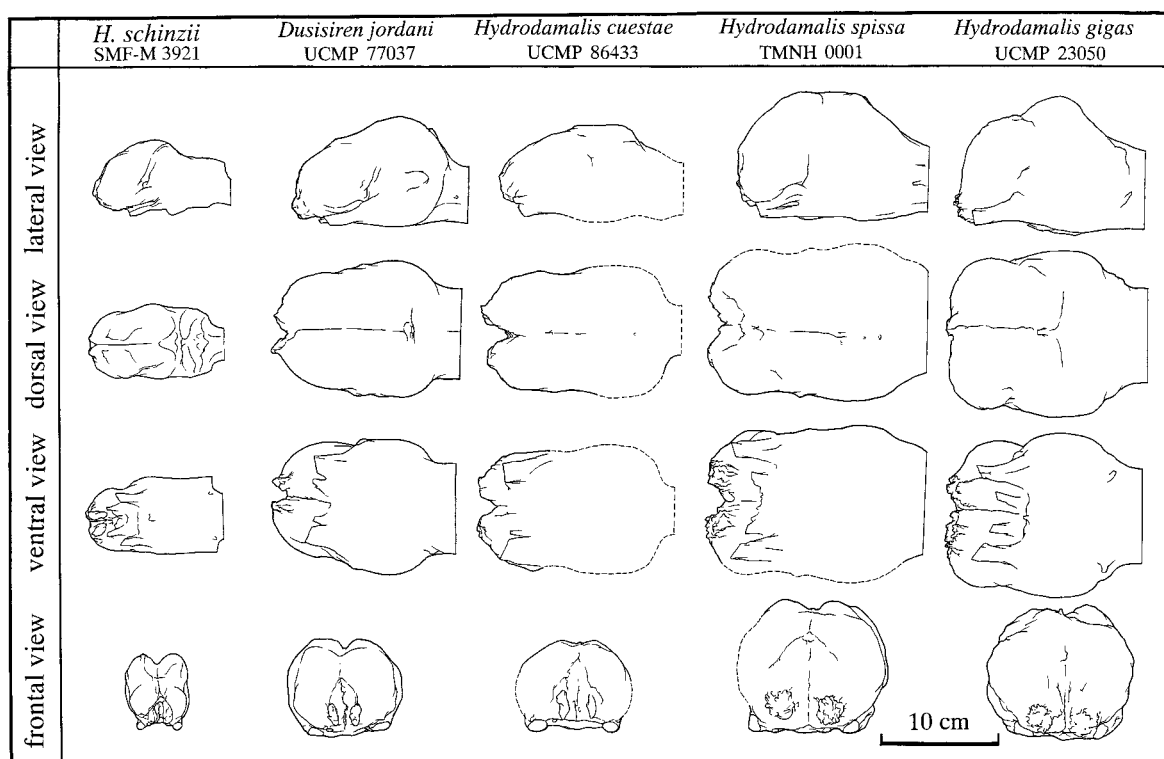 H. schinzii
SMF-M 3921
Dusisiren jordani
UCMP 77037
Hydrodamalis cuestae
UCMP 86433
Hydrodamalis spissa
TMNH 0001
Hydrodamalis gigas
UCMP 23050
lateral view
dorsal view
ventral view
frontal view
10 cm